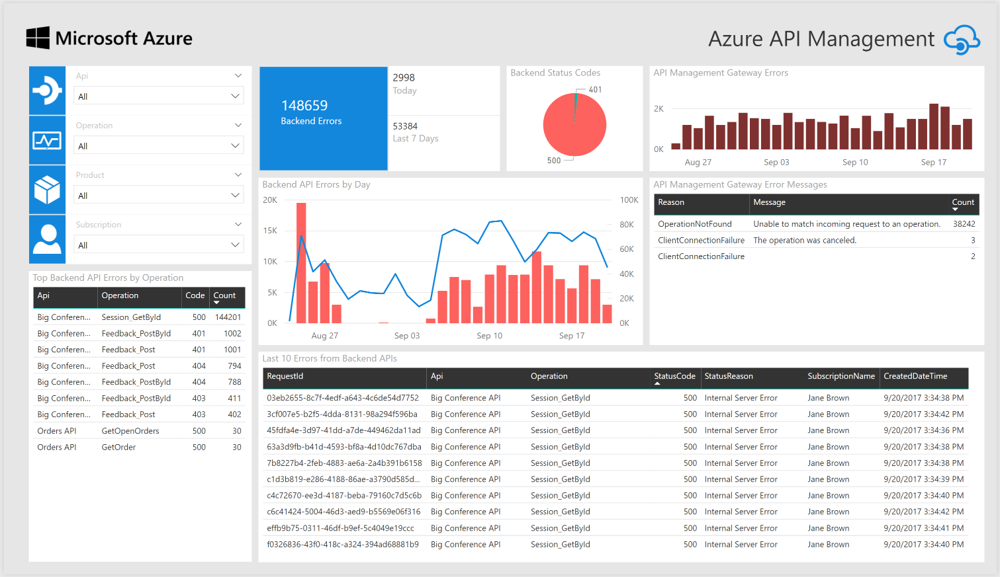 Microsoft Azure
Azure API Management
Api
All
Operation
All
Product
All
Subscription
All
148659
Backend Errors
2998
Today
53384
Last 7 Days
Backend Status Codes
401
500
API Management Gateway Errors
2K
0K
Aug 27 Sep 03 Sep 10 Sep 17
Backend API Errors by Day
20K 100K
80K
15K
60K
10K
40K
5K
20K
0K 0K
Aug 27 Sep 03 Sep 10 Sep 17
API Management Gateway Error Messages
Reason Message Count
OperationNotFound Unable to match incoming request to an operation. 38242
ClientConnectionFailure The operation was canceled. 3
ClientConnectionFailure 2
Top Backend API Errors by Operation
Api Operation Code Count
Big Conferen... Session_GetById 500 144201
Big Conferen... Feedback_PostById 401 1002
Big Conferen... Feedback_Post 401 1001
Big Conferen... Feedback_Post 404 794
Big Conferen... Feedback_PostById 404 788
Big Conferen... Feedback_PostById 403 411
Big Conferen... Feedback_Post 403 402
Orders API GetOpenOrders 500 30
Orders API GetOrder 500 30
Last 10 Errors from Backend APIs
RequestId Api Operation StatusCode StatusReason SubscriptionName CreatedDateTime
03eb2655-8c7f-4edf-a643-4c6de54d7752 Big Conference API Session_GetById 500 Internal Server Error Jane Brown 9/20/2017 3:34:38 PM
3cf007e5-b2f5-4dda-8131-98a294f596ba Big Conference API Session_GetById 500 Internal Server Error Jane Brown 9/20/2017 3:34:42 PM
45fdfa4e-3d97-41dd-a7de-449462da11ad Big Conference API Session_GetById 500 Internal Server Error Jane Brown 9/20/2017 3:34:36 PM
63a3d9fb-b41d-4593-bf8a-4d10dc767dba Big Conference API Session_GetById 500 Internal Server Error Jane Brown 9/20/2017 3:34:38 PM
7b8227b4-2feb-4883-ae6a-2a4b391b6158 Big Conference API Session_GetById 500 Internal Server Error Jane Brown 9/20/2017 3:34:38 PM
c1d3b819-e286-4188-86ae-a3790d585d... Big Conference API Session_GetById 500 Internal Server Error Jane Brown 9/20/2017 3:34:39 PM
c4c72670-ee3d-4187-beba-79160c7d5c6b Big Conference API Session_GetById 500 Internal Server Error Jane Brown 9/20/2017 3:34:40 PM
c6c41424-5004-46d3-aed9-b5569e06f316 Big Conference API Session_GetById 500 Internal Server Error Jane Brown 9/20/2017 3:34:42 PM
effb9b75-0311-46df-b9ef-5c4049e19ccc Big Conference API Session_GetById 500 Internal Server Error Jane Brown 9/20/2017 3:34:41 PM
f0326836-43f0-418c-a324-394ad68881b9 Big Conference API Session_GetById 500 Internal Server Error Jane Brown 9/20/2017 3:34:40 PM